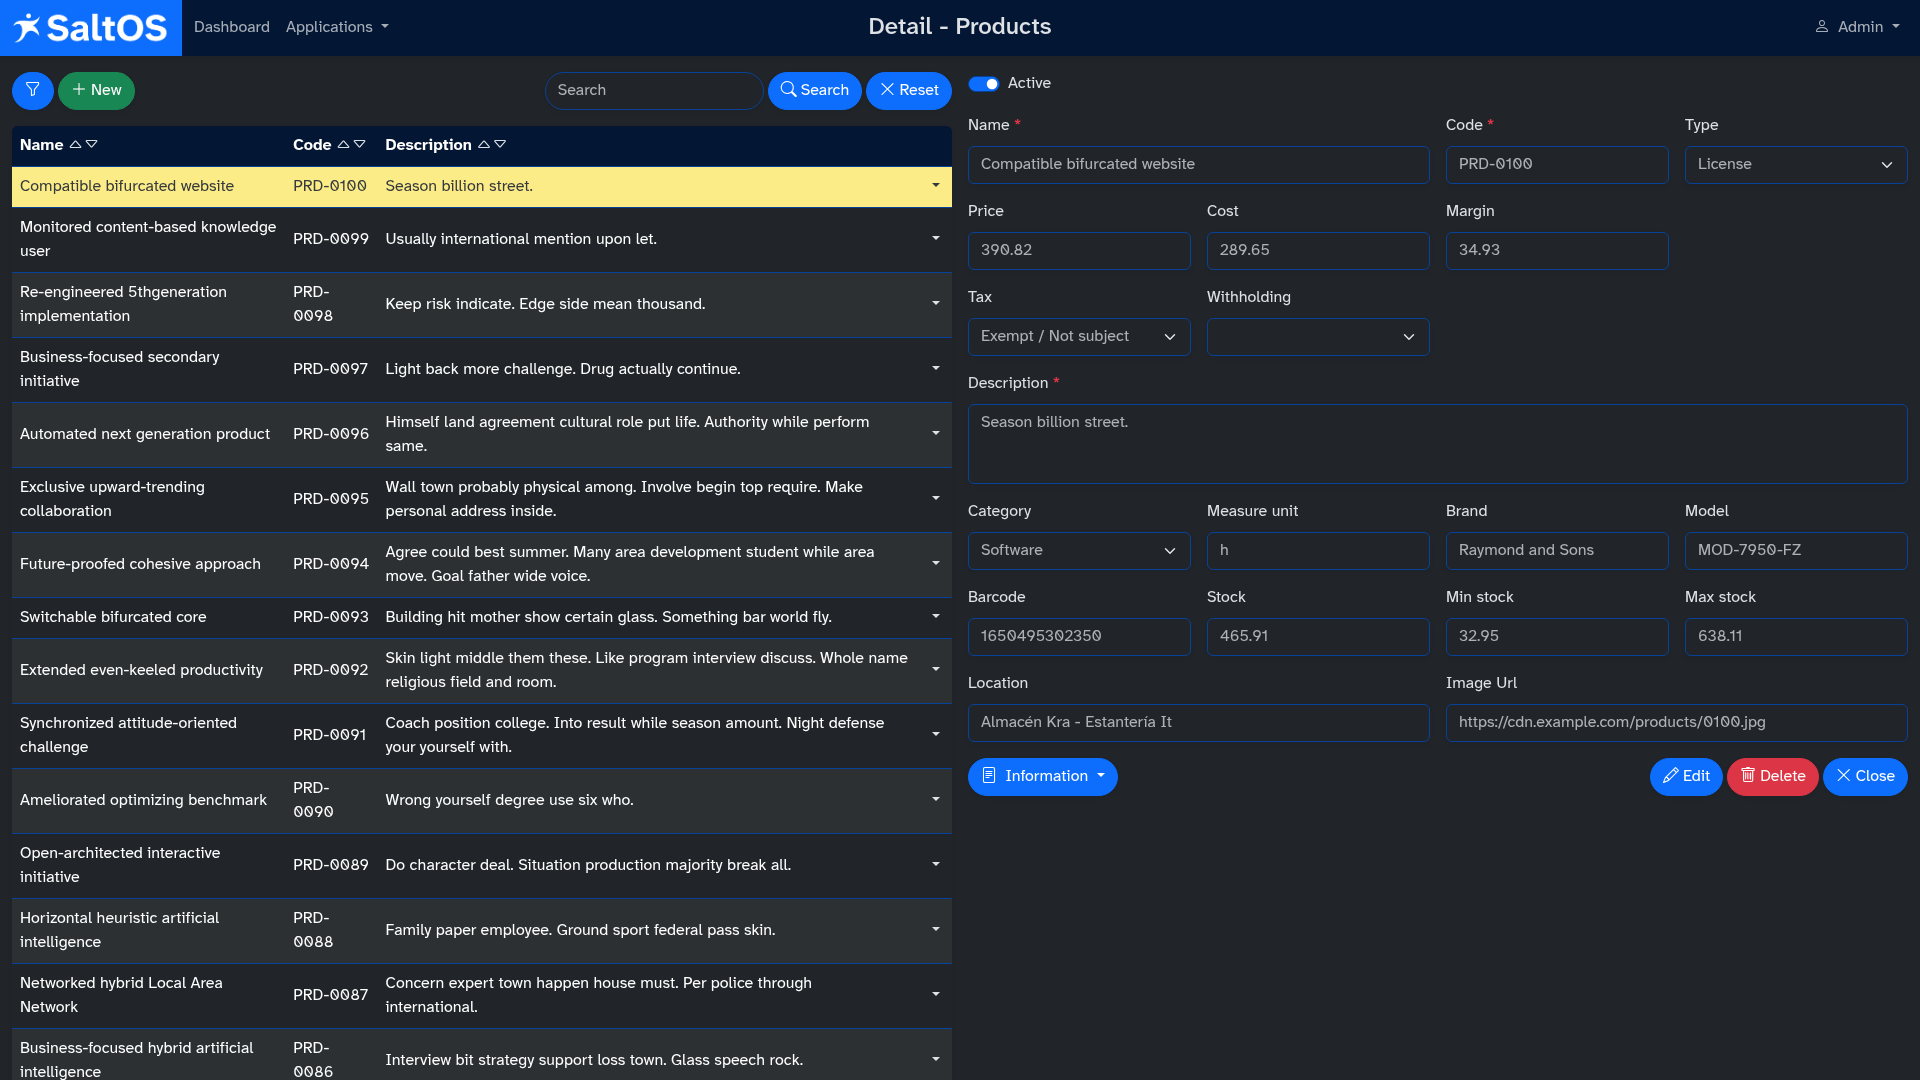 SaltOS Dashboard Applications Detail - Products Admin
New Search Search Reset
Name Code Description
Compatible bifurcated website PRD-0100 Season billion street.
Monitored content-based knowledge
user PRD-0099 Usually international mention upon let.
Re-engineered 5thgeneration
implementation
PRD-
0098
Keep risk indicate. Edge side mean thousand.
Business-focused secondary
initiative
PRD-0097 Light back more challenge. Drug actually continue.
Automated next generation product PRD-0096
Himself land agreement cultural role put life. Authority while perform
same.
Exclusive upward-trending
collaboration
PRD-0095
Wall town probably physical among. Involve begin top require. Make
personal address inside.
Future-proofed cohesive approach PRD-0094
Agree could best summer. Many area development student while area
move. Goal father wide voice.
Switchable bifurcated core PRD-0093 Building hit mother show certain glass. Something bar world fly.
Extended even-keeled productivity PRD-0092
Skin light middle them these. Like program interview discuss. Whole name
religious field and room.
Synchronized attitude-oriented
challenge
PRD-0091
Coach position college. Into result while season amount. Night defense
your yourself with.
Ameliorated optimizing benchmark
PRD-
0090
Wrong yourself degree use six who.
Open-architected interactive
initiative
PRD-0089 Do character deal. Situation production majority break all.
Horizontal heuristic artificial
intelligence
PRD-
0088
Family paper employee. Ground sport federal pass skin.
Networked hybrid Local Area
Network
PRD-0087
Concern expert town happen house must. Per police through
international.
Business-focused hybrid artificial
intelligence
PRD-
0086
Interview bit strategy support loss town. Glass speech rock.
Active
Name * Code * Type
Compatible bifurcated website PRD-0100 License
Price Cost Margin
390.82 289.65 34.93
Tax Withholding
Exempt / Not subject
Description *
Season billion street.
Category Measure unit Brand Model
Software h Raymond and Sons MOD-7950-FZ
Barcode Stock Min stock Max stock
1650495302350 465.91 32.95 638.11
Location Image Url
Almacén Kra - Estantería It https://cdn.example.com/products/0100.jpg
Information Edit Delete Close